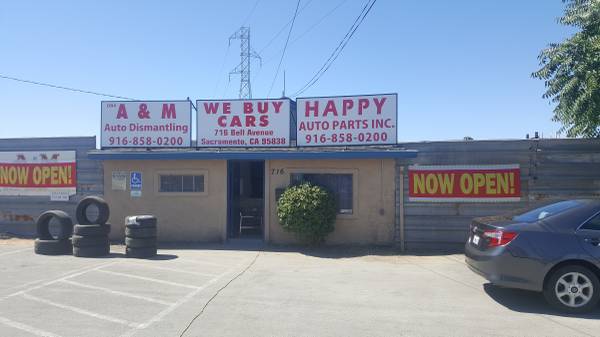 A & M
Auto Dismantling
916-858-0200
WE BUY
CARS
716 Bell Avenue
Sacramento, CA 95838
HAPPY
AUTO PARTS INC.
916-858-0200
NOW OPEN!
716
NOW OPEN!